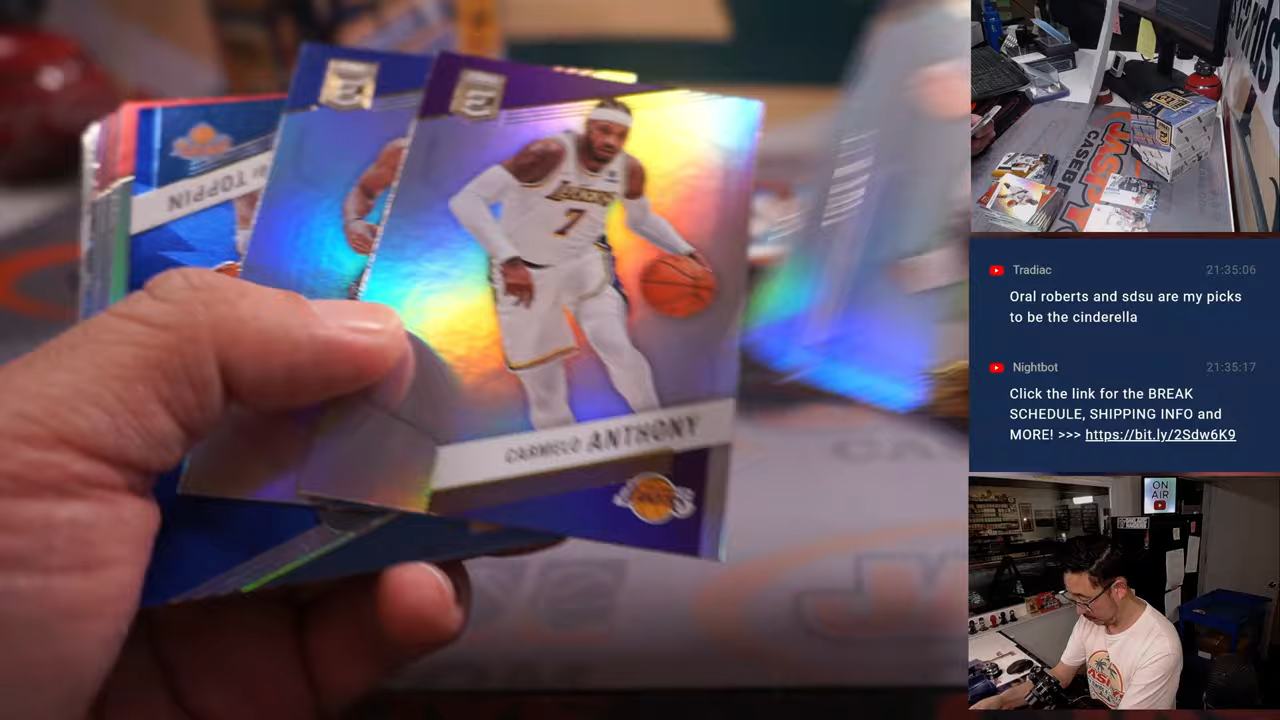 TOPPIN
LAKERS
7
CARMELO ANTHONY
ON
AIR
Tradiac 21:35:06
Oral roberts and sdsu are my picks
to be the cinderella
Nightbot 21:35:17
Click the link for the BREAK
SCHEDULE, SHIPPING INFO and
MORE! >>> https://bit.ly/2Sdw6K9